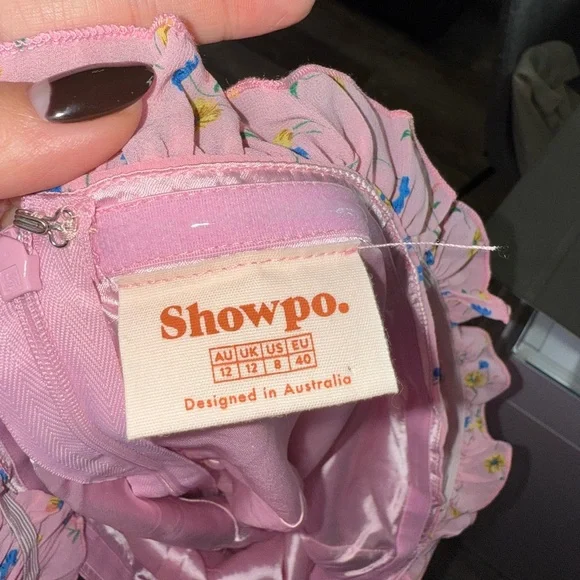 Showpo.
AU UK US EU
12 12 8 40
Designed in Australia